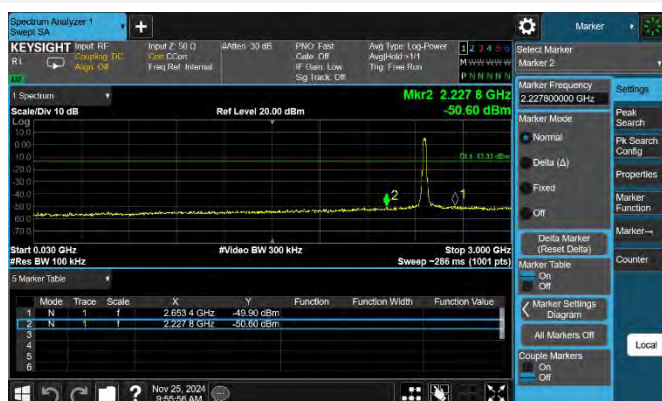 Spectrum Analyzer 1
Swept SA
+
Marker
KEYSIGHT
Input: RF
R L
Coupling: DC
Align: Off
Input Z: 50 Ω
Corr CCorr
Freq Ref: Internal
#Atten: 30 dB
PNO: Fast
Gate: Off
IF Gain: Low
Sig Track: Off
Avg Type: Log-Power
Avg|Hold:>1/1
Trig: Free Run
1 2 3 4 5 6
M W W W W W
P N N N N N
Select Marker
Marker 2
1 Spectrum
Mkr2 2.227 8 GHz
Scale/Div 10 dB
Ref Level 20.00 dBm
-50.60 dBm
Log
10.0
0.00
-10.0
DL1 -13.33 dBm
-20.0
-30.0
-40.0
-50.0
-60.0
-70.0
2
1
Start 0.030 GHz
#Video BW 300 kHz
Stop 3.000 GHz
#Res BW 100 kHz
Sweep ~286 ms (1001 pts)
5 Marker Table
Mode Trace Scale X Y Function Function Width Function Value
1 N 1 f 2.653 4 GHz -49.90 dBm
2 N 1 f 2.227 8 GHz -50.60 dBm
3
4
5
6
Marker Frequency
2.227800000 GHz
Marker Mode
Normal
Delta (Δ)
Fixed
Off
Delta Marker
(Reset Delta)
Marker Table
On
Off
Marker Settings
Diagram
All Markers Off
Couple Markers
On
Off
Settings
Peak
Search
Pk Search
Config
Properties
Marker
Function
Marker→
Counter
Local
?
Nov 25, 2024
9:55:56 AM